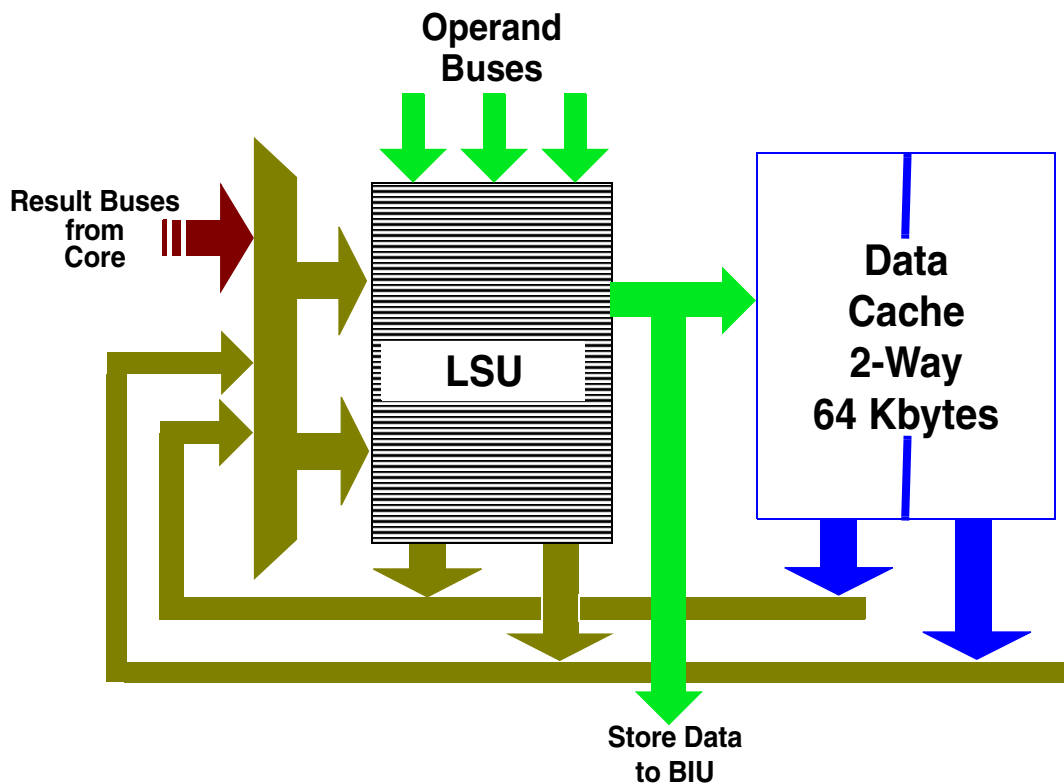 Operand
Buses
Result Buses
from
Core
LSU
Data
Cache
2-Way
64 Kbytes
Store Data
to BIU